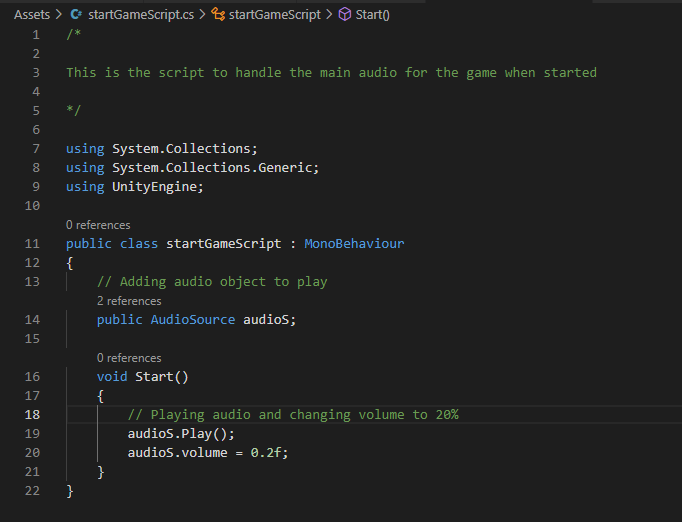 Assets > startGameScript.cs > startGameScript > Start()
1 /*
2
3 This is the script to handle the main audio for the game when started
4
5 */
6
7 using System.Collections;
8 using System.Collections.Generic;
9 using UnityEngine;
10
0 references
11 public class startGameScript : MonoBehaviour
12 {
13 // Adding audio object to play
2 references
14 public AudioSource audioS;
15
0 references
16 void Start()
17 {
18 // Playing audio and changing volume to 20%
19 audioS.Play();
20 audioS.volume = 0.2f;
21 }
22 }